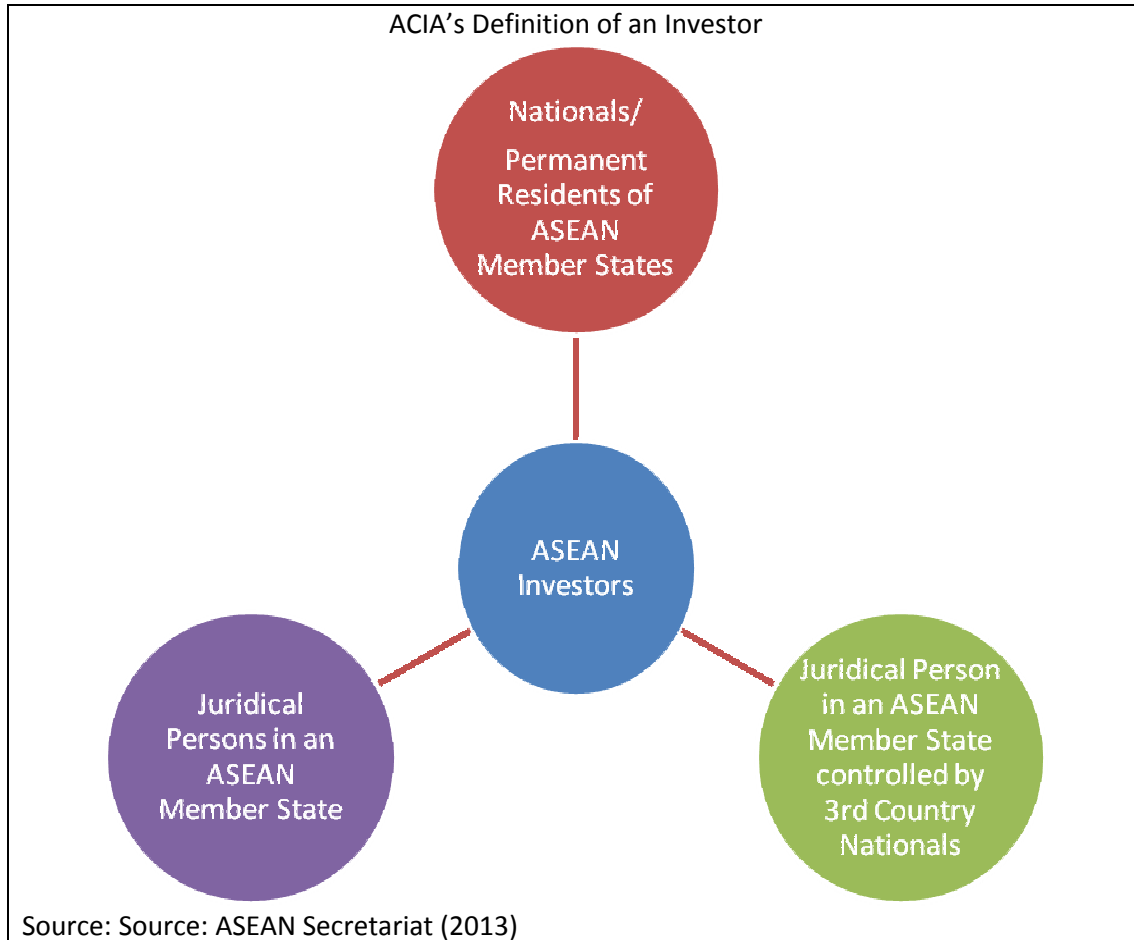 ACIA's Definition of an Investor
Nationals/
Permanent
Residents of
ASEAN
Member States
ASEAN
Investors
Juridical
Persons in an
ASEAN
Member State
Juridical Person
in an ASEAN
Member State
controlled by
3rd Country
Nationals
Source: Source: ASEAN Secretariat (2013)